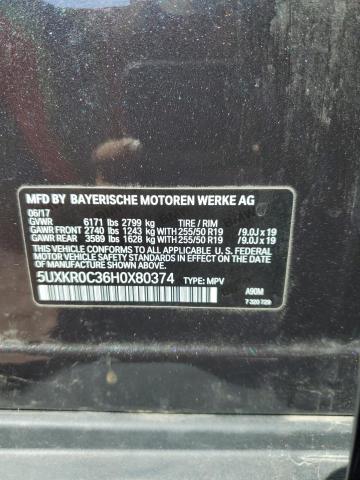 MFD BY BAYERISCHE MOTOREN WERKE AG
06/17
GVWR 6171 lbs 2799 kg TIRE / RIM
GAWR FRONT 2740 lbs 1243 kg WITH 255/50 R19 /9.0J x 19
GAWR REAR 3589 lbs 1628 kg WITH 255/50 R19 /9.0J x 19
THIS VEHICLE CONFORMS TO ALL APPLICABLE U. S. FEDERAL
MOTOR VEHICLE SAFETY STANDARDS IN EFFECT ON THE
DATE OF MANUFACTURE SHOWN ABOVE.
5UXKR0C36H0X80374 TYPE: MPV
A90M
7 320 729